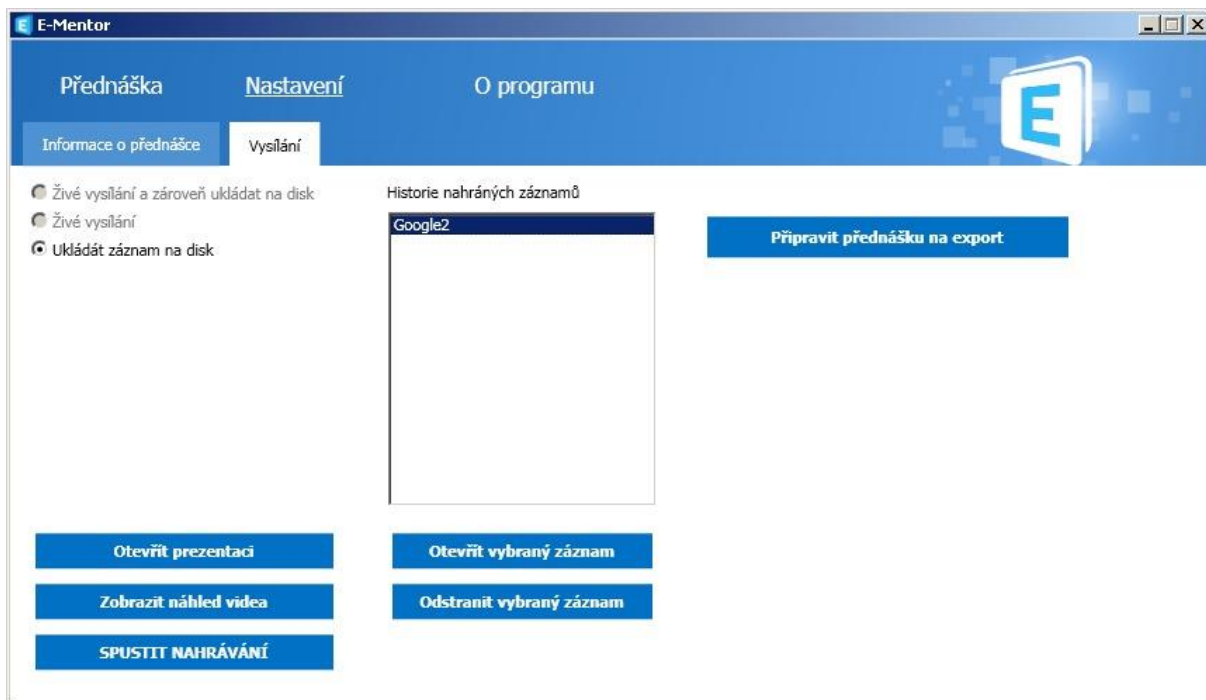 E-Mentor
Přednáška Nastavení O programu
Informace o přednášce Vysílání
Živé vysílání a zároveň ukládat na disk
Živé vysílání
Ukládát záznam na disk
Historie nahráných záznamů
Google2
Připravit přednášku na export
Otevřít prezentaci
Zobrazit náhled videa
SPUSTIT NAHRÁVÁNÍ
Otevřít vybraný záznam
Odstranit vybraný záznam
E